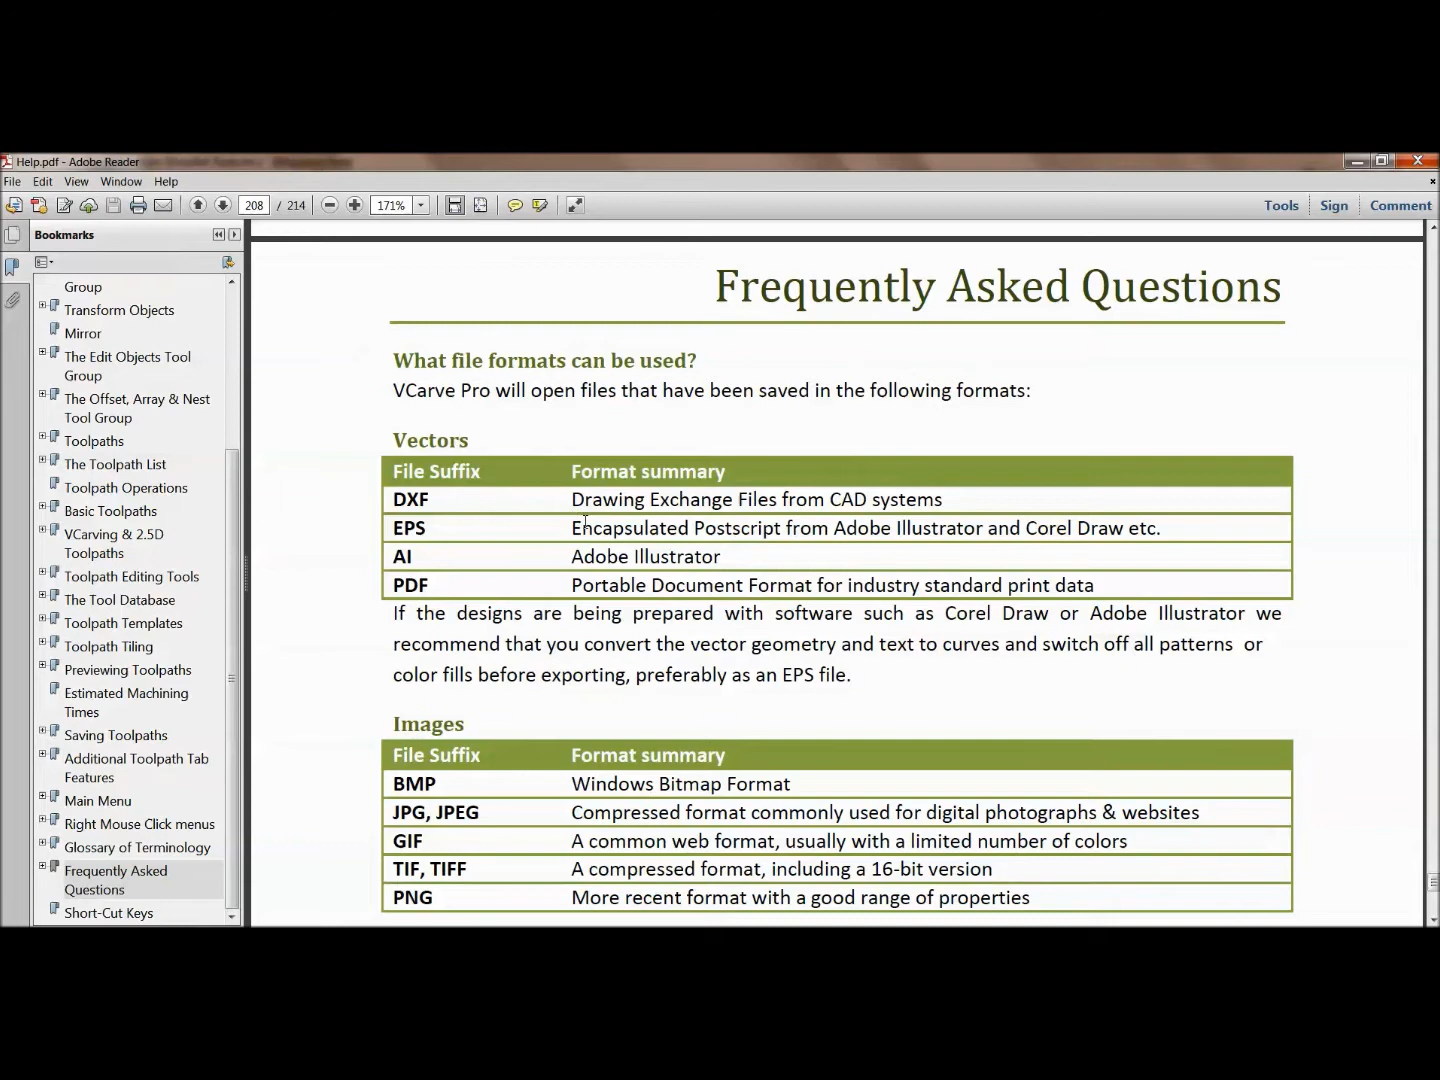 Help.pdf - Adobe Reader
File Edit View Window Help
208 / 214 171% Tools Sign Comment
Bookmarks
Group
Transform Objects
Mirror
The Edit Objects Tool
Group
The Offset, Array & Nest
Tool Group
Toolpaths
The Toolpath List
Toolpath Operations
Basic Toolpaths
VCarving & 2.5D
Toolpaths
Toolpath Editing Tools
The Tool Database
Toolpath Templates
Toolpath Tiling
Previewing Toolpaths
Estimated Machining
Times
Saving Toolpaths
Additional Toolpath Tab
Features
Main Menu
Right Mouse Click menus
Glossary of Terminology
Frequently Asked
Questions
Short-Cut Keys
Frequently Asked Questions
What file formats can be used?
VCarve Pro will open files that have been saved in the following formats:
Vectors
File Suffix Format summary
DXF Drawing Exchange Files from CAD systems
EPS Encapsulated Postscript from Adobe Illustrator and Corel Draw etc.
AI Adobe Illustrator
PDF Portable Document Format for industry standard print data
If the designs are being prepared with software such as Corel Draw or Adobe Illustrator we
recommend that you convert the vector geometry and text to curves and switch off all patterns or
color fills before exporting, preferably as an EPS file.
Images
File Suffix Format summary
BMP Windows Bitmap Format
JPG, JPEG Compressed format commonly used for digital photographs & websites
GIF A common web format, usually with a limited number of colors
TIF, TIFF A compressed format, including a 16-bit version
PNG More recent format with a good range of properties